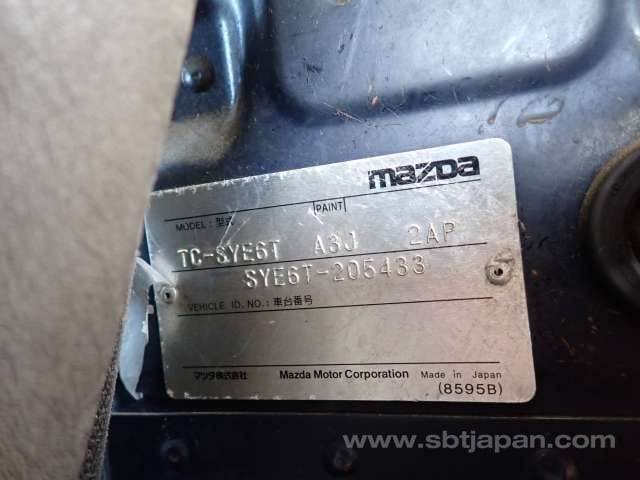 mazda
MODEL : 型式 PAINT
TC-SYE6T A3J 2AP
SYE6T-205433
VEHICLE ID. NO. : 車台番号
マツダ株式会社 Mazda Motor Corporation Made in Japan
(8595B)
www.sbtjapan.com